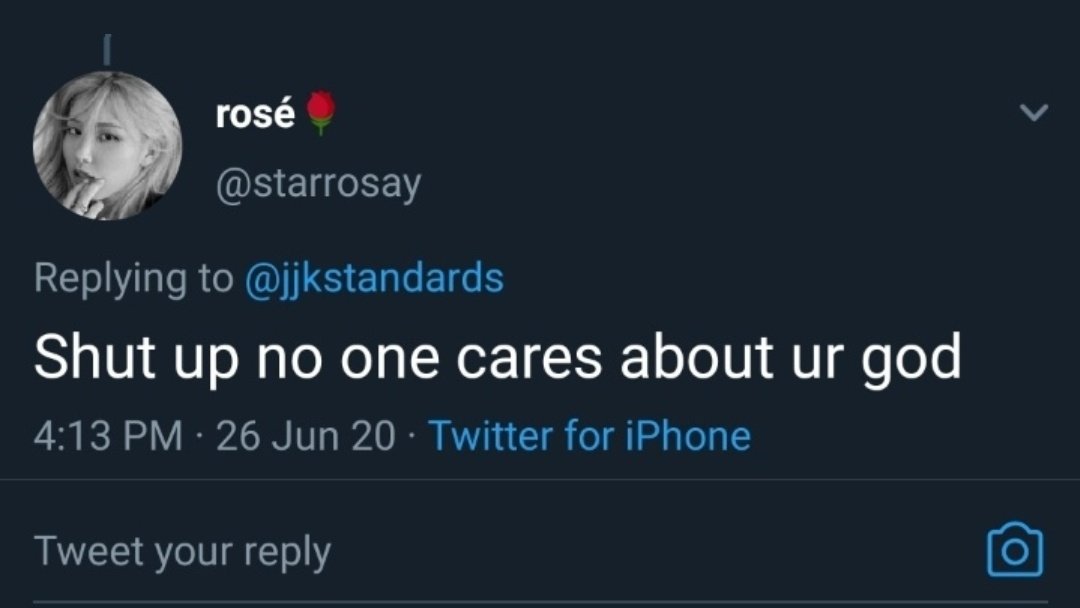 rosé🌹
@starrosay
Replying to @jjkstandards
Shut up no one cares about ur god
4:13 PM · 26 Jun 20 · Twitter for iPhone
Tweet your reply